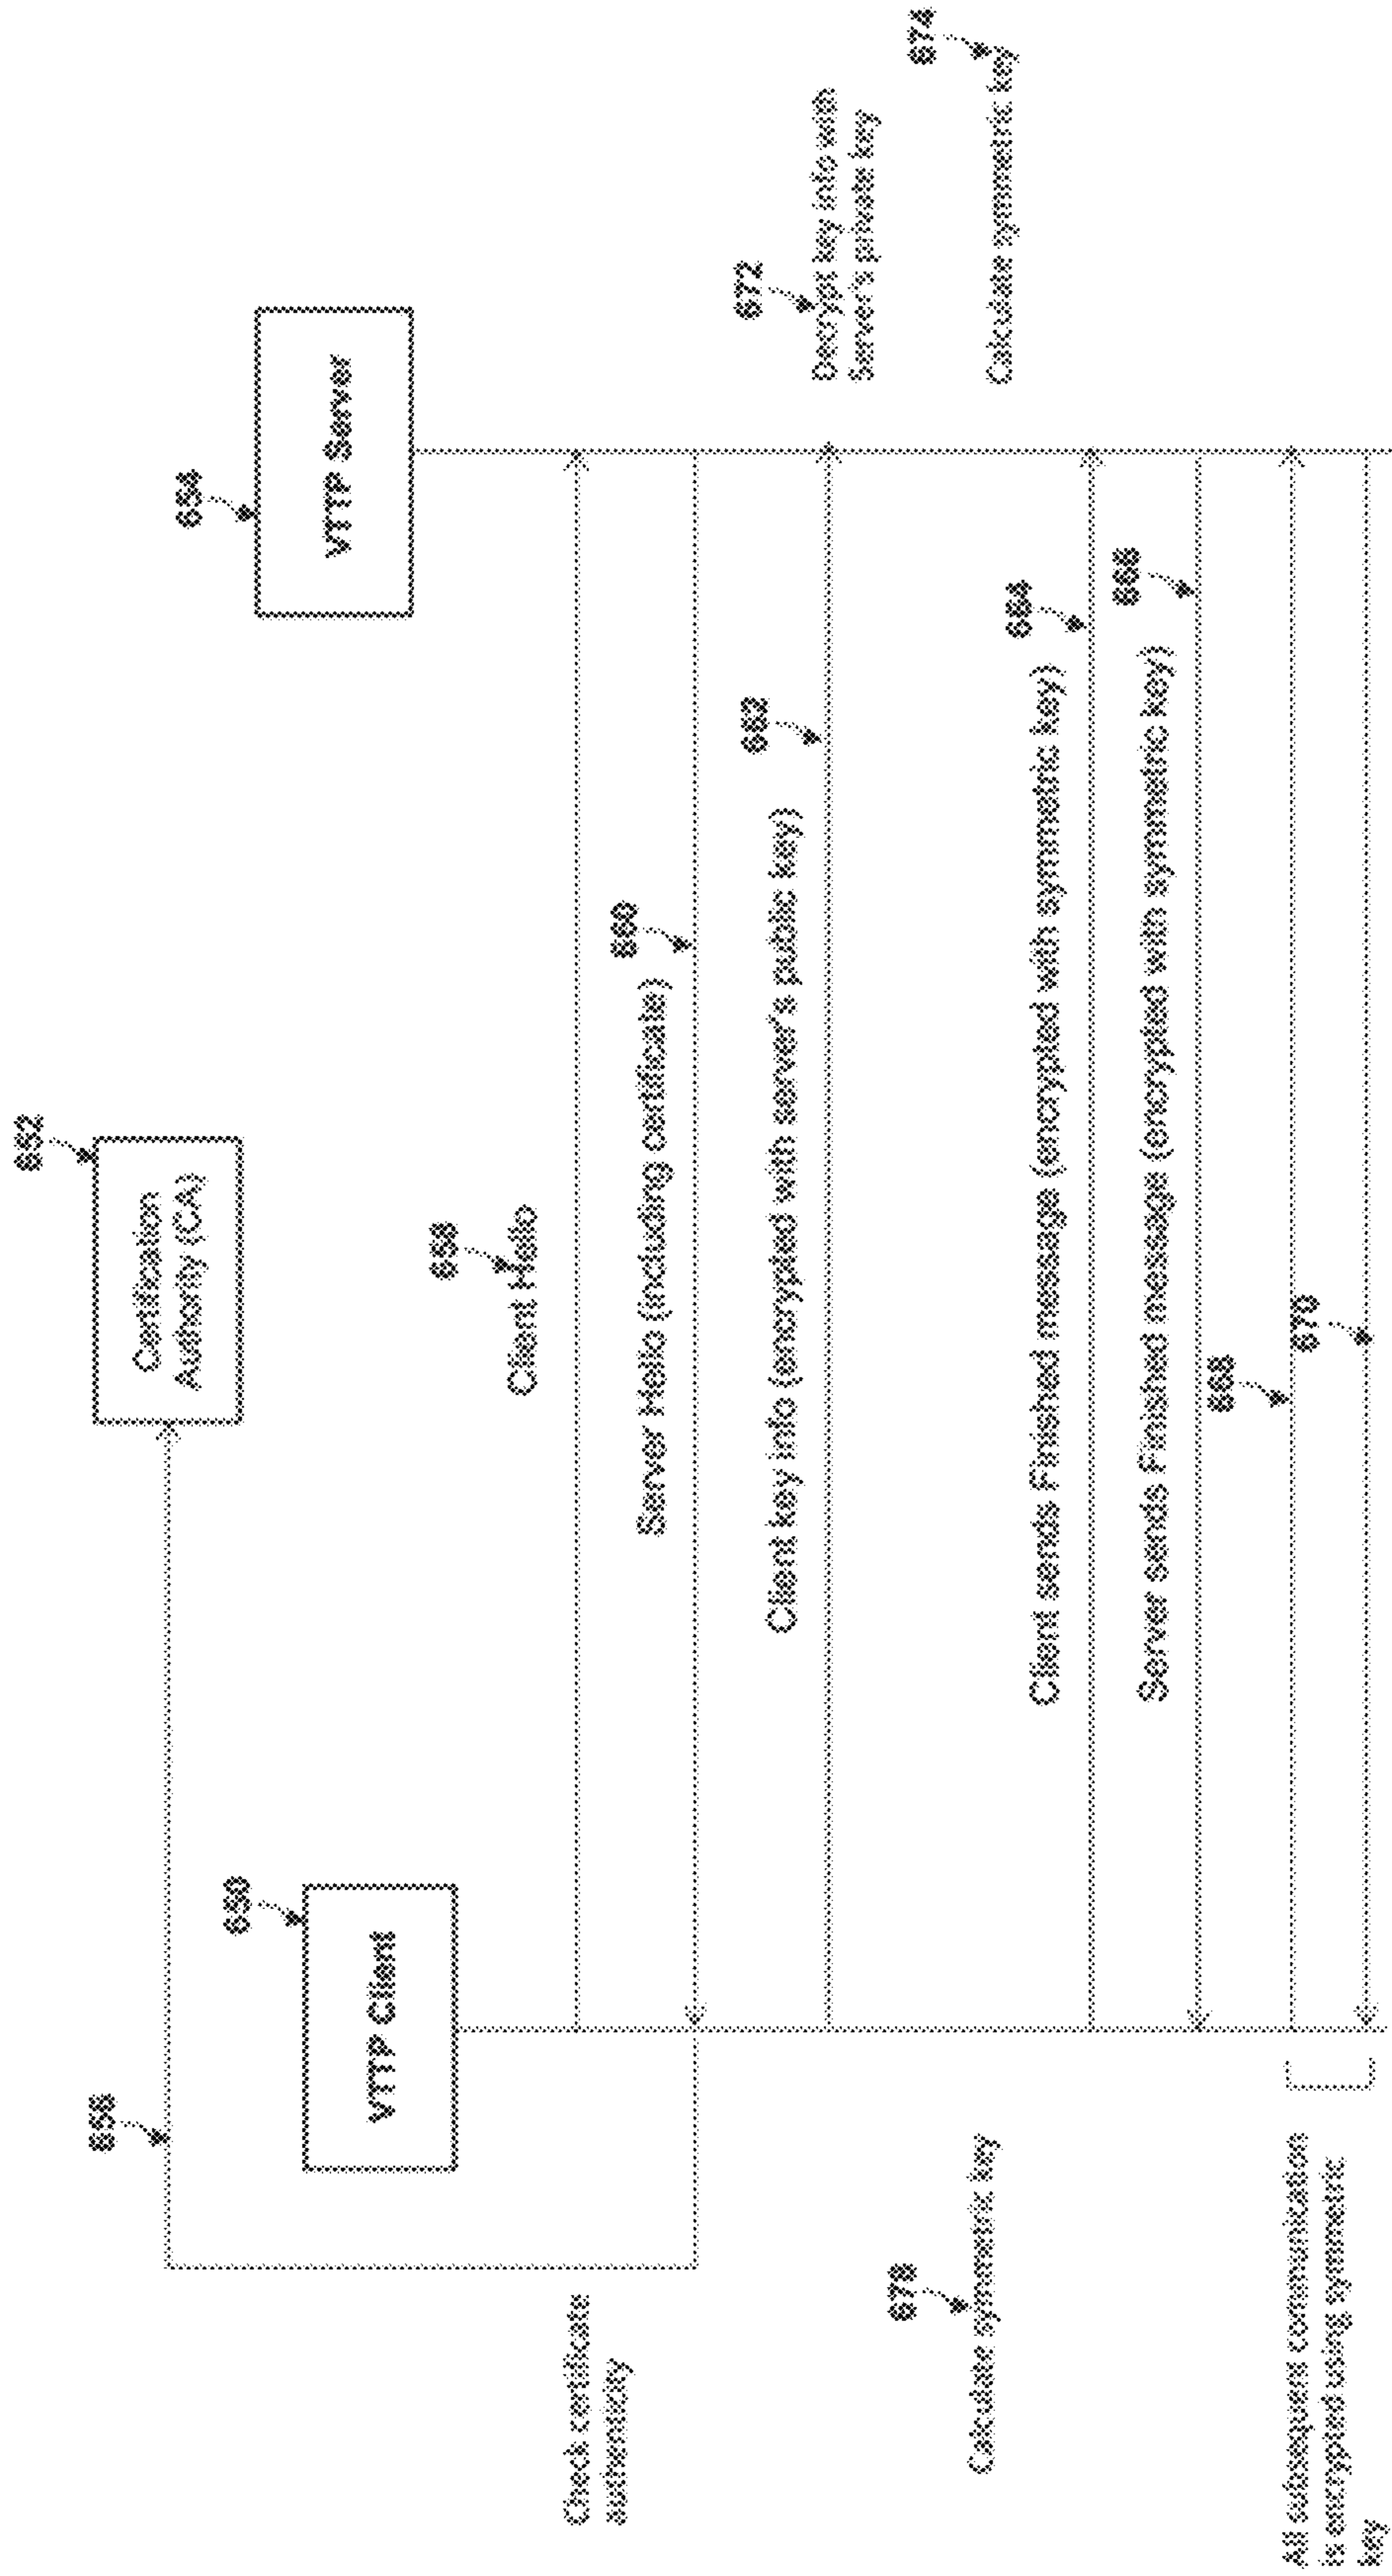 652
Certification
Authority (CA)
656
654
VTTP Server
650
VTTP Client
658
Client Hello
Check certificate
authenticity
660
Server Hello (including certificate)
662
Client key info (encrypted with server's public key)
672
Decrypt key info with
Server's private key
678
Calculate symmetric key
674
Calculate symmetric key
664
Client sends Finished message (encrypted with symmetric key)
666
Server sends Finished message (encrypted with symmetric key)
668
670
All subsequent comunication
is encrypted using symmetric
key